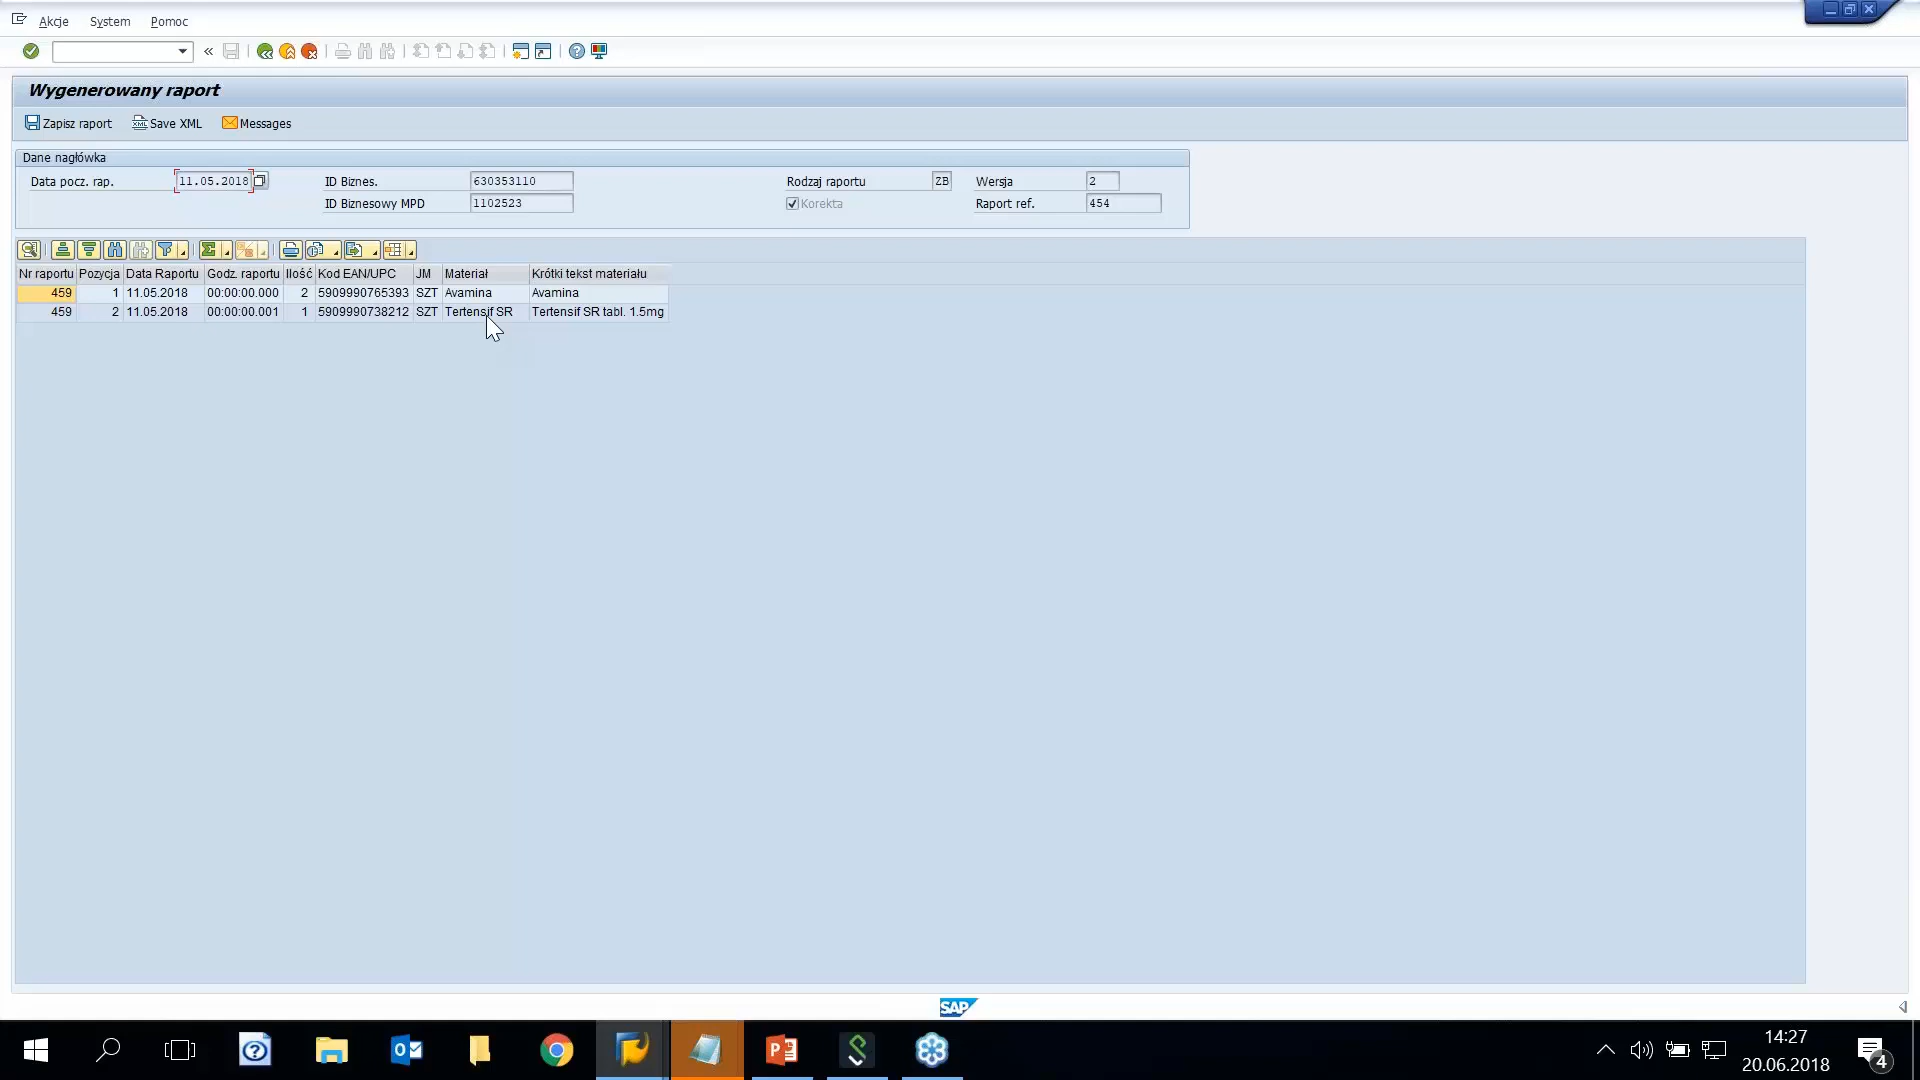 Akcje System Pomoc
Wygenerowany raport
Zapisz raport Save XML Messages
Dane nagłówka
Data pocz. rap. 11.05.2018 ID Biznes. 630353110 Rodzaj raportu ZB Wersja 2
ID Biznesowy MPD 1102523 Korekta Raport ref. 454
Nr raportu Pozycja Data Raportu Godz. raportu Ilość Kod EAN/UPC JM Materiał Krótki tekst materiału
459 1 11.05.2018 00:00:00.000 2 5909990765393 SZT Avamina Avamina
459 2 11.05.2018 00:00:00.001 1 5909990738212 SZT Tertensif SR Tertensif SR tabl. 1.5mg
SAP
14:27
20.06.2018
4